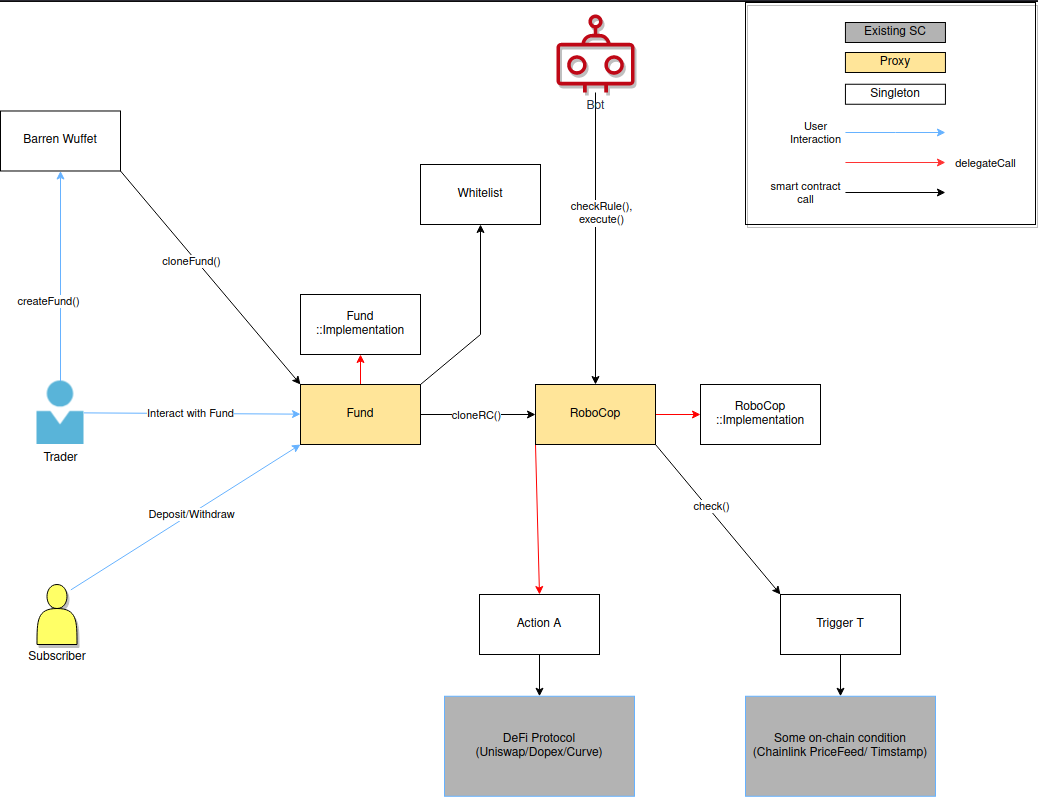 Existing SC
Proxy
Singleton
User
Interaction
delegateCall
smart contract
call
Bot
Barren Wuffet
Whitelist
checkRule(),
execute()
cloneFund()
createFund()
Fund
::Implementation
Interact with Fund
Fund
cloneRC()
RoboCop
RoboCop
::Implementation
Trader
Deposit/Withdraw
check()
Subscriber
Action A
Trigger T
DeFi Protocol
(Uniswap/Dopex/Curve)
Some on-chain condition
(Chainlink PriceFeed/ Timstamp)